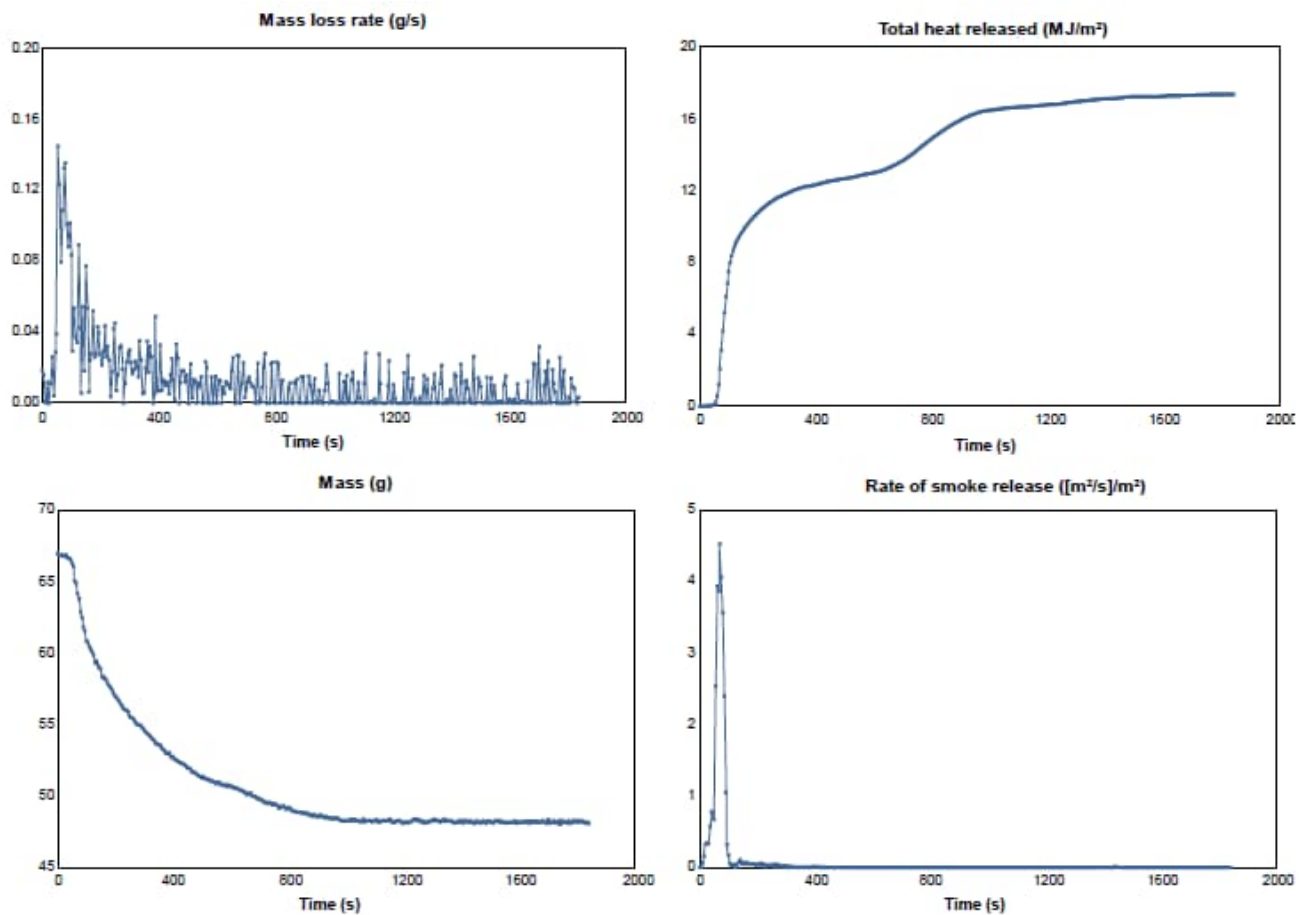 Mass loss rate (g/s)
0.20
0.16
0.12
0.08
0.04
0.00
0 400 800 1200 1600 2000
Time (s)
Total heat released (MJ/m²)
20
16
12
8
4
0
0 400 800 1200 1600 2000
Time (s)
Mass (g)
70
65
60
55
50
45
0 400 800 1200 1600 2000
Time (s)
Rate of smoke release ([m²/s]/m²)
5
4
3
2
1
0
0 400 800 1200 1600 2000
Time (s)